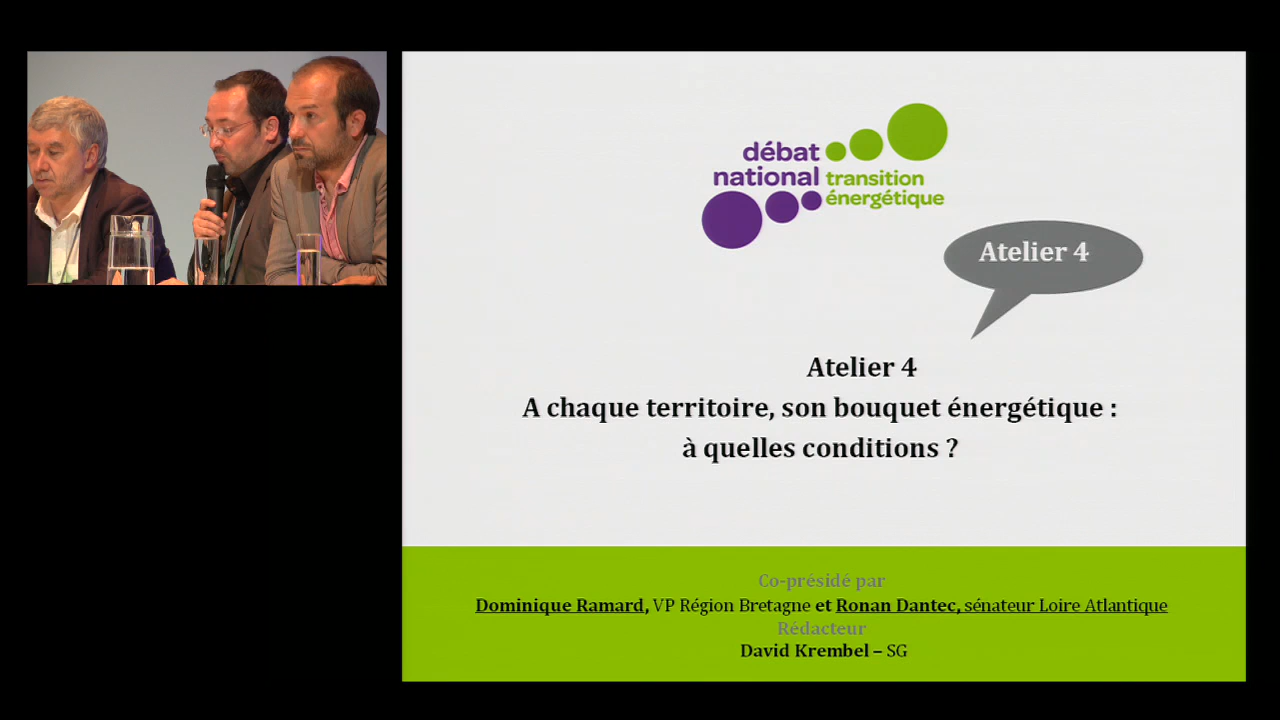 débat
national
transition
énergétique
Atelier 4
Atelier 4
A chaque territoire, son bouquet énergétique :
à quelles conditions ?
Co-présidé par
Dominique Ramard, VP Région Bretagne et Ronan Dantec, sénateur Loire Atlantique
Rédacteur
David Krembel – SG